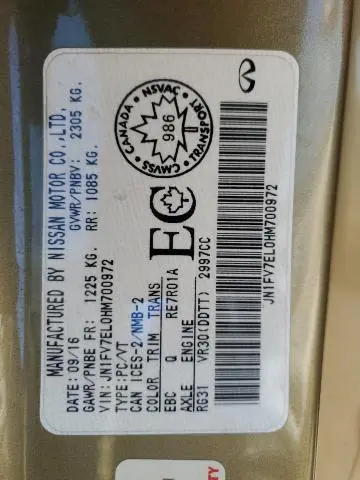 MANUFACTURED BY NISSAN MOTOR CO.,LTD.
DATE: 09/16 GVWR/PNBV: 2305 KG.
GAWR/PNBE FR: 1225 KG. RR: 1085 KG.
VIN: JN1FV7EL0HM700972
TYPE:PC/VT
CAN ICES-2/NMB-2
COLOR TRIM TRANS
EBC Q RE7R01A
AXLE ENGINE
RG31 VR30(DDTT) 2997CC
CANADA • NSVAC • TRANSPORT • CMVSS
986
EC
JN1FV7EL0HM700972
TY